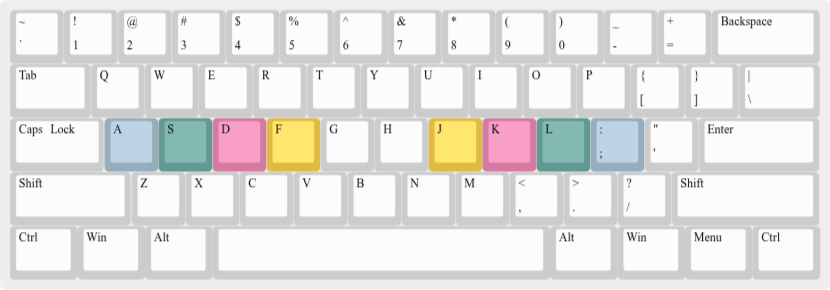 ~ ! @ # $ % ^ & * ( ) _ + Backspace
` 1 2 3 4 5 6 7 8 9 0 - =
Tab Q W E R T Y U I O P { } |
[ ] \
Caps Lock A S D F G H J K L : " Enter
; '
Shift Z X C V B N M < > ? Shift
, . /
Ctrl Win Alt Alt Win Menu Ctrl